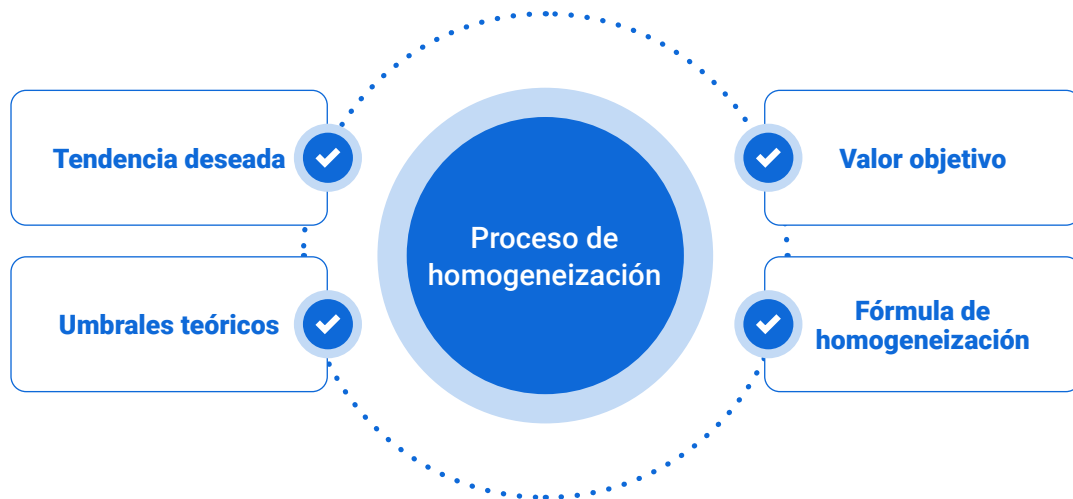 Tendencia deseada
Umbrales teóricos
Proceso de
homogeneización
Valor objetivo
Fórmula de
homogeneización